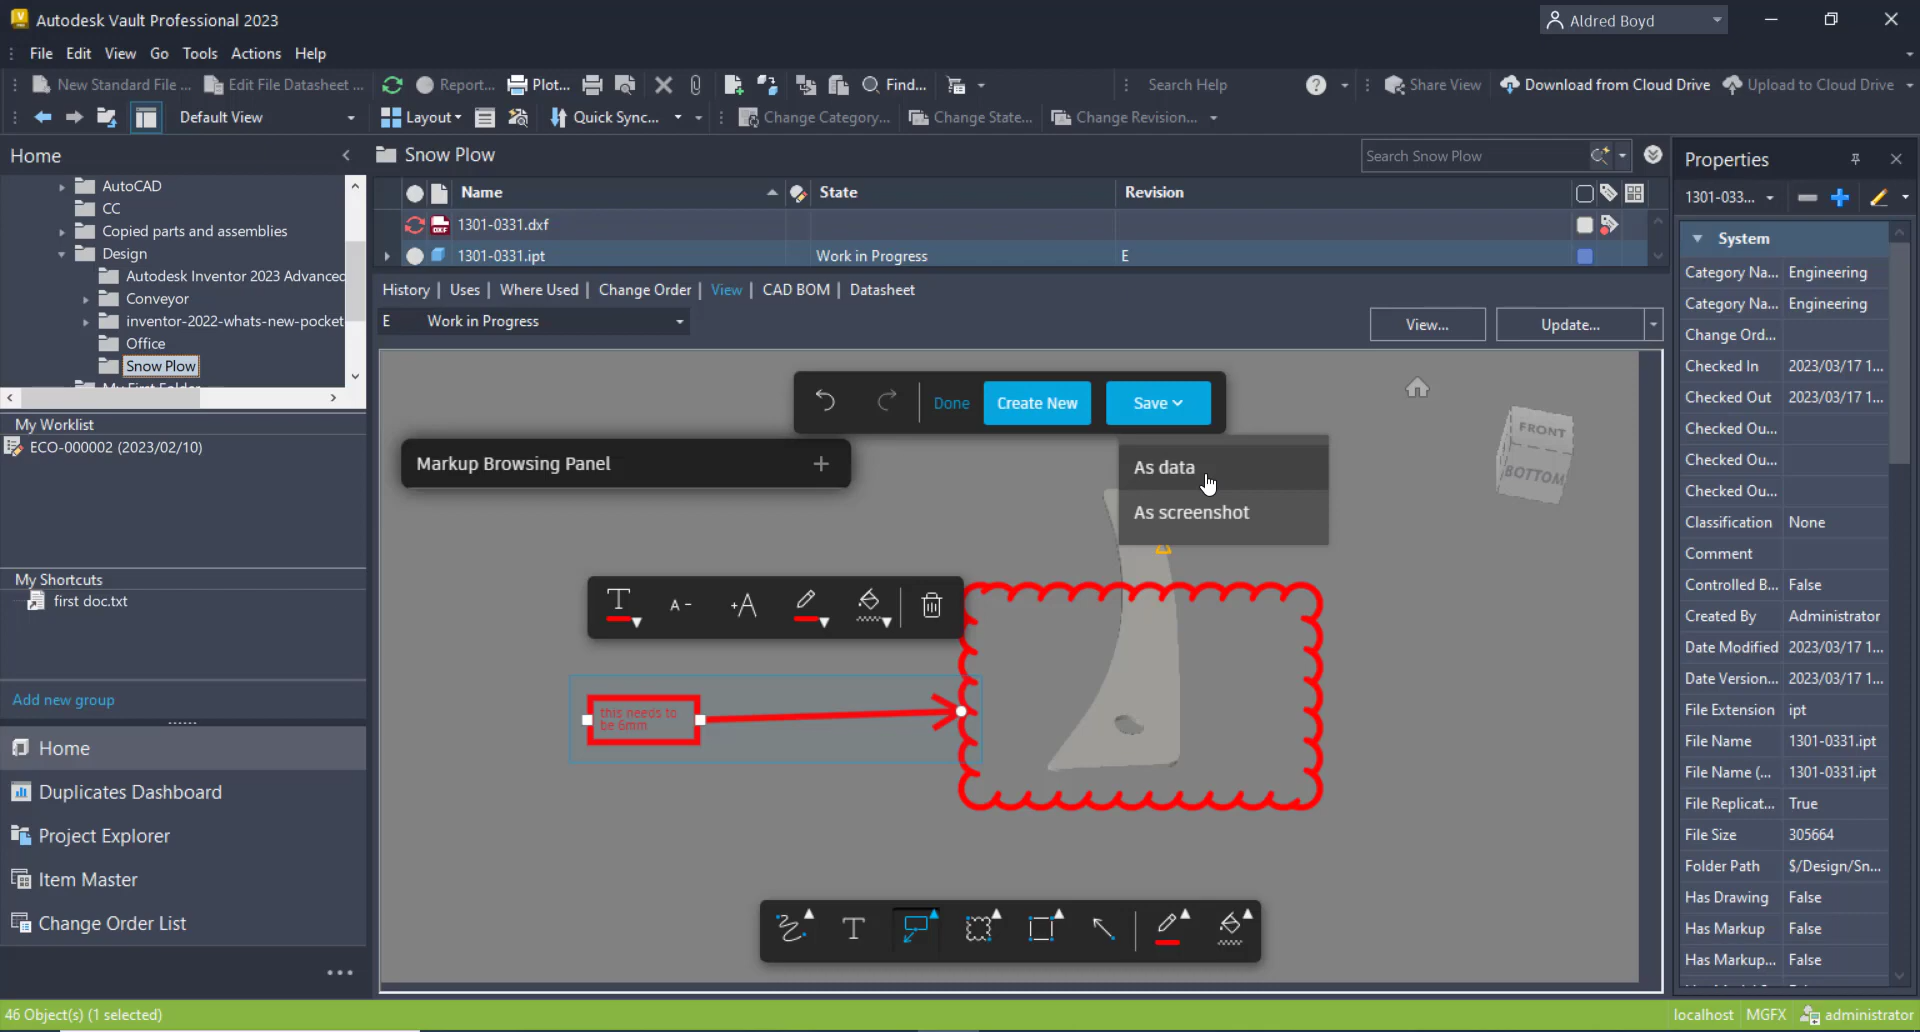 Autodesk Vault Professional 2023
Aldred Boyd
File Edit View Go Tools Actions Help
New Standard File ... Edit File Datasheet ... Report... Plot... Find... Search Help Share View Download from Cloud Drive Upload to Cloud Drive
Default View Layout Quick Sync... Change Category... Change State... Change Revision...
Home
AutoCAD
CC
Copied parts and assemblies
Design
Autodesk Inventor 2023 Advanced
Conveyor
inventor-2022-whats-new-pocket
Office
Snow Plow
My First Folder
My Worklist
ECO-000002 (2023/02/10)
My Shortcuts
first doc.txt
Add new group
Home
Duplicates Dashboard
Project Explorer
Item Master
Change Order List
Snow Plow
Search Snow Plow
Name State Revision
DXF 1301-0331.dxf
1301-0331.ipt Work in Progress E
History Uses Where Used Change Order View CAD BOM Datasheet
E Work in Progress
View... Update...
Done Create New Save
Markup Browsing Panel
As data
As screenshot
FRONT
BOTTOM
T A - +A
this needs to
be 6mm
T
Properties
1301-033...
System
Category Na... Engineering
Category Na... Engineering
Change Ord...
Checked In 2023/03/17 1...
Checked Out 2023/03/17 1...
Checked Ou...
Checked Ou...
Checked Ou...
Classification None
Comment
Controlled B... False
Created By Administrator
Date Modified 2023/03/17 1...
Date Version... 2023/03/17 1...
File Extension ipt
File Name 1301-0331.ipt
File Name (... 1301-0331.ipt
File Replicat... True
File Size 305664
Folder Path $/Design/Sn...
Has Drawing False
Has Markup False
Has Markup... False
46 Object(s) (1 selected)
localhost MGFX administrator